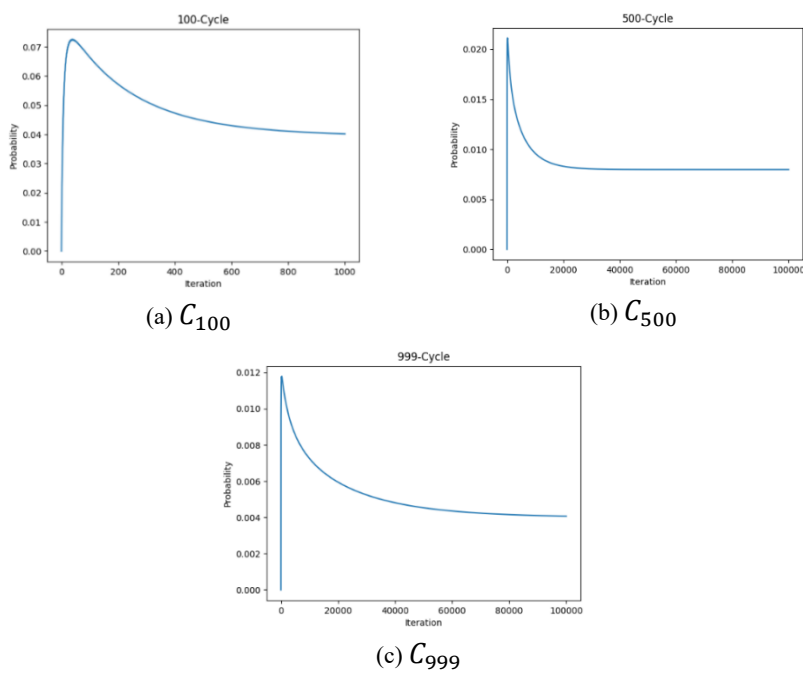 100-Cycle
0.07
0.06
0.05
0.04
0.03
0.02
0.01
0.00
Probability
0 200 400 600 800 1000
Iteration
(a) C₁₀₀
500-Cycle
0.020
0.015
0.010
0.005
0.000
Probability
0 20000 40000 60000 80000 100000
Iteration
(b) C₅₀₀
999-Cycle
0.012
0.010
0.008
0.006
0.004
0.002
0.000
Probability
0 20000 40000 60000 80000 100000
Iteration
(c) C₉₉₉